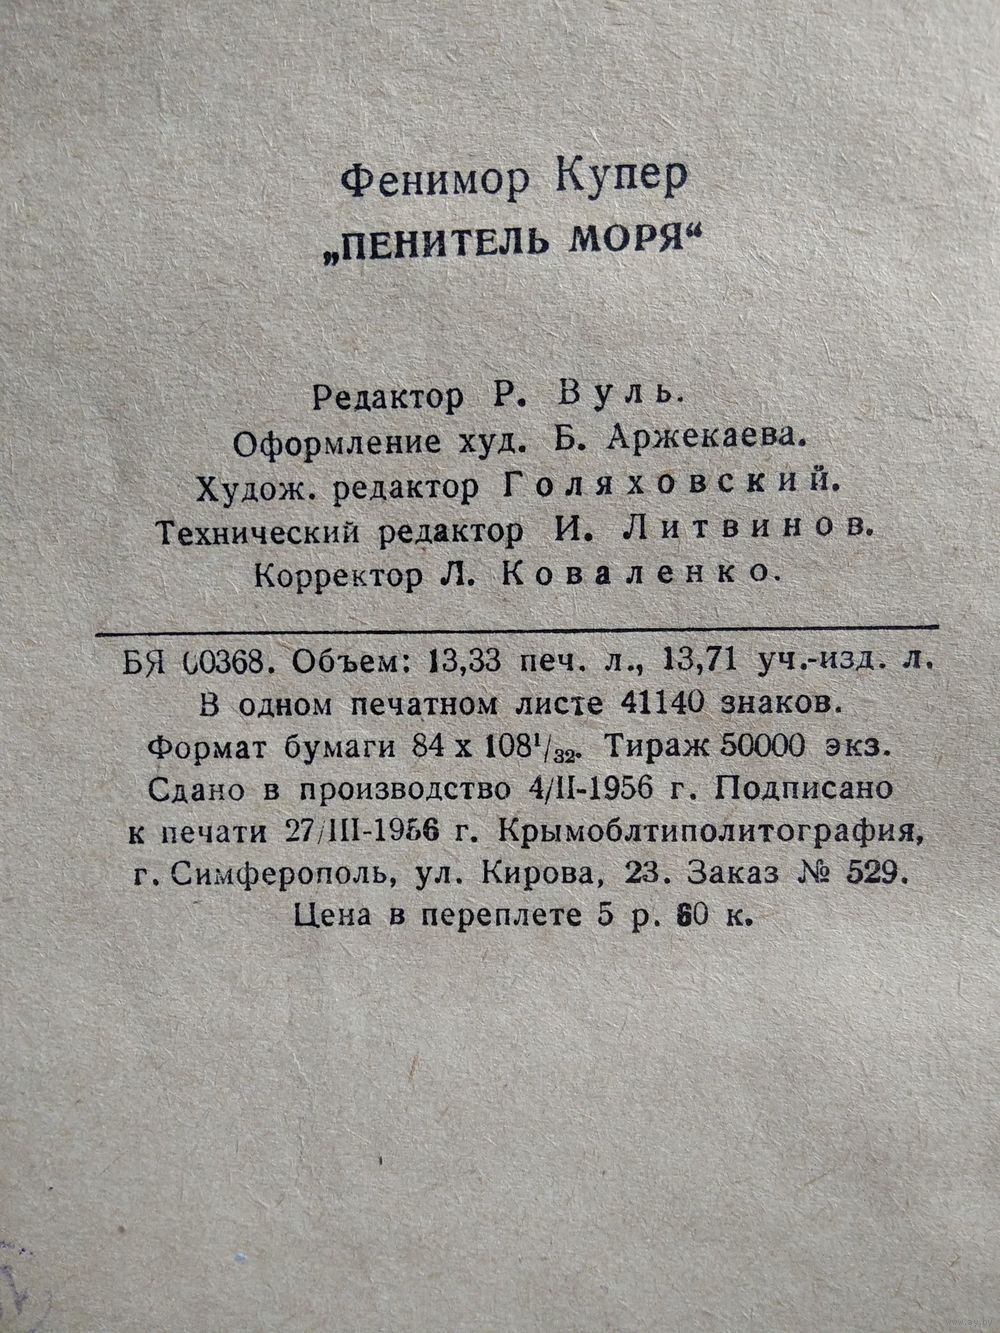 Фенимор Купер
„ПЕНИТЕЛЬ МОРЯ“
Редактор Р. Вуль.
Оформление худ. Б. Аржекаева.
Худож. редактор Голяховский.
Технический редактор И. Литвинов.
Корректор Л. Коваленко.
БЯ 00368. Объем: 13,33 печ. л., 13,71 уч.-изд. л.
В одном печатном листе 41140 знаков.
Формат бумаги 84 х 108¹/₃₂. Тираж 50000 экз.
Сдано в производство 4/II-1956 г. Подписано
к печати 27/III-1956 г. Крымоблтиполитография,
г. Симферополь, ул. Кирова, 23. Заказ № 529.
Цена в переплете 5 р. 60 к.
www.ay.by